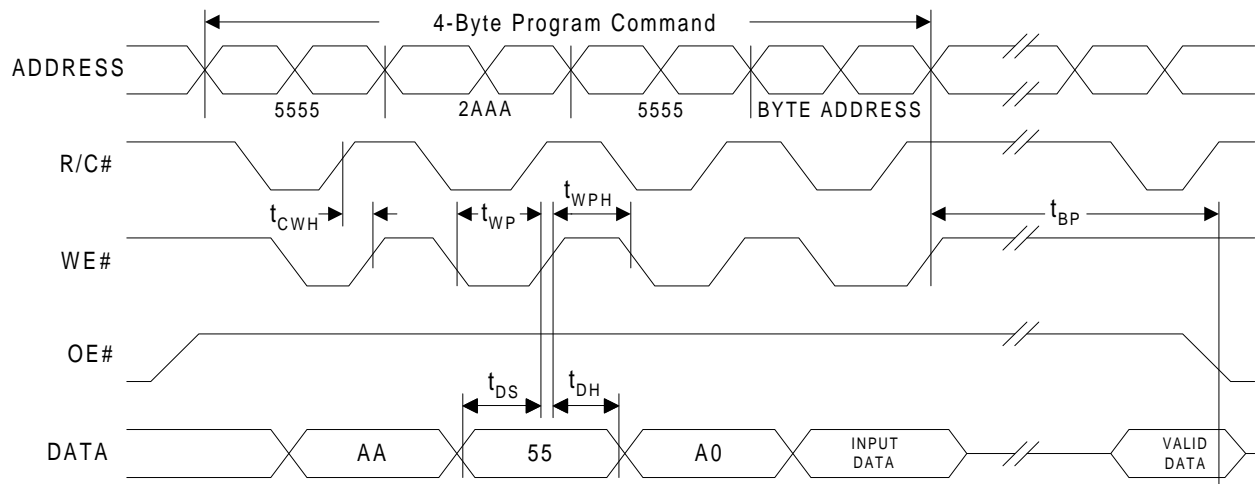 4-Byte Program Command
ADDRESS
5555
2AAA
5555
BYTE ADDRESS
R/C#
tCWH
tWP
tWPH
tBP
WE#
OE#
tDS
tDH
DATA
AA
55
A0
INPUT
DATA
VALID
DATA